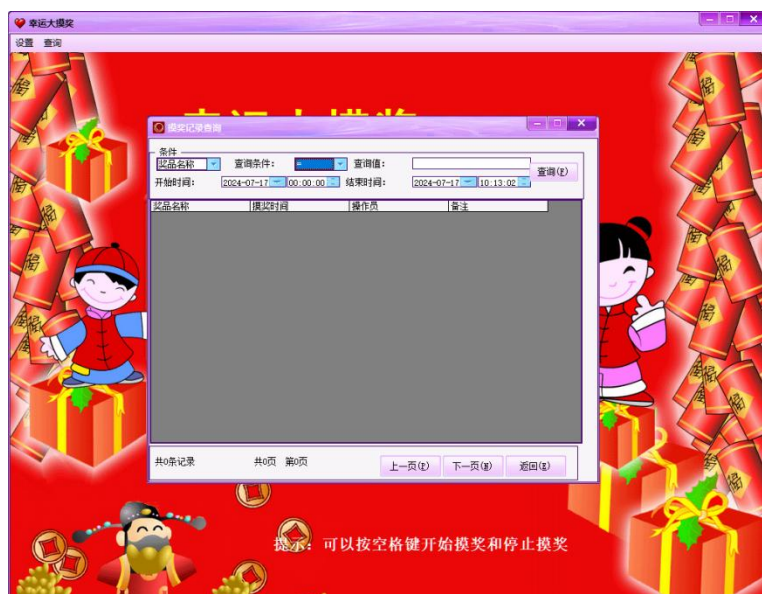 幸运大摸奖
设置 查询
幸运大摸奖
摸奖记录查询
条件
奖品名称 查询条件: = 查询值: 查询(F)
开始时间: 2024-07-17 00:00:00 结束时间: 2024-07-17 10:13:02
奖品名称 摸奖时间 操作员 备注
共0条记录 共0页 第0页 上一页(P) 下一页(N) 返回(E)
提示: 可以按空格键开始摸奖和停止摸奖